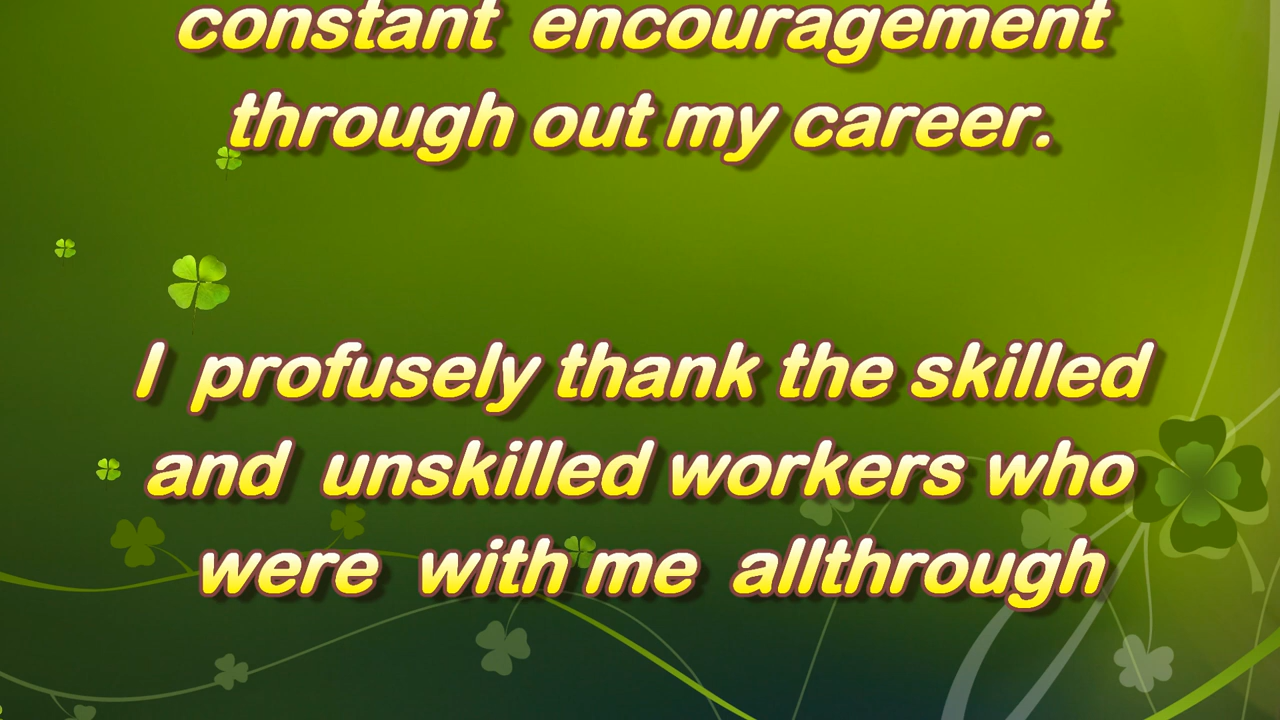 constant encouragement
through out my career.
I profusely thank the skilled
and unskilled workers who
were with me allthrough